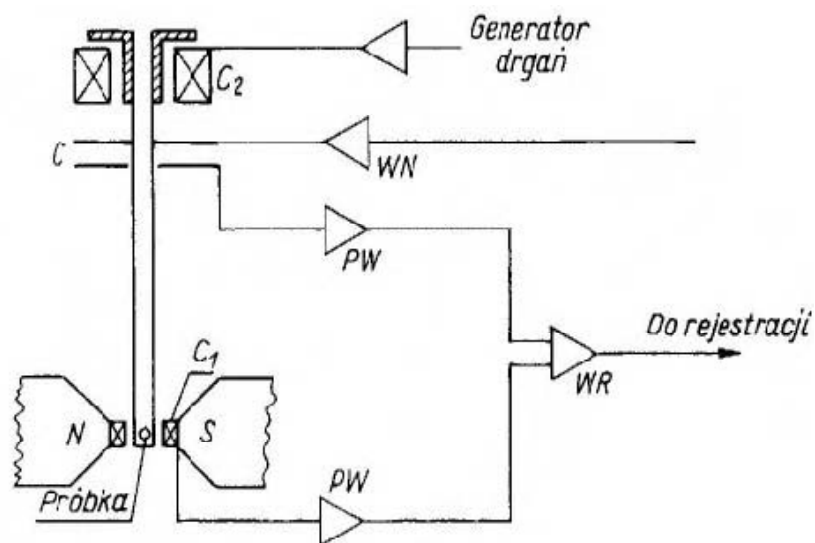 Generator
drgań
C2
C
WN
PW
Do rejestracji
WR
C1
N
S
Próbka
PW